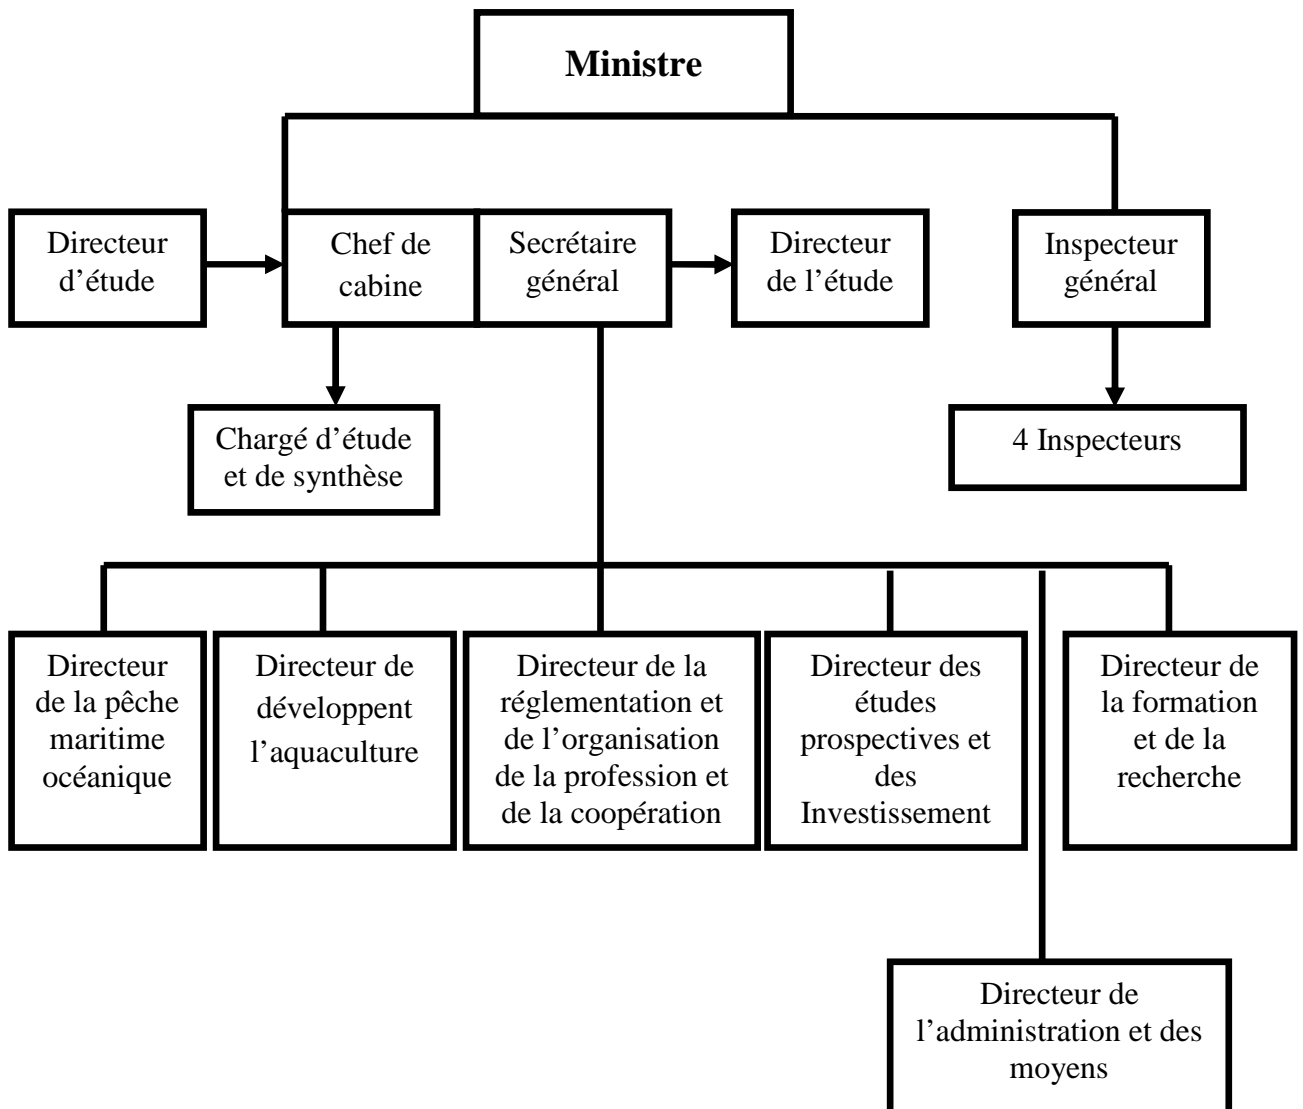 Ministre
Directeur
d'étude
Chef de
cabine
Secrétaire
général
Directeur
de l'étude
Inspecteur
général
Chargé d'étude
et de synthèse
4 Inspecteurs
Directeur
de la pêche
maritime
océanique
Directeur de
développent
l'aquaculture
Directeur de la
réglementation et
de l'organisation
de la profession et
de la coopération
Directeur des
études
prospectives et
des
Investissement
Directeur de
la formation
et de la
recherche
Directeur de
l'administration et des
moyens